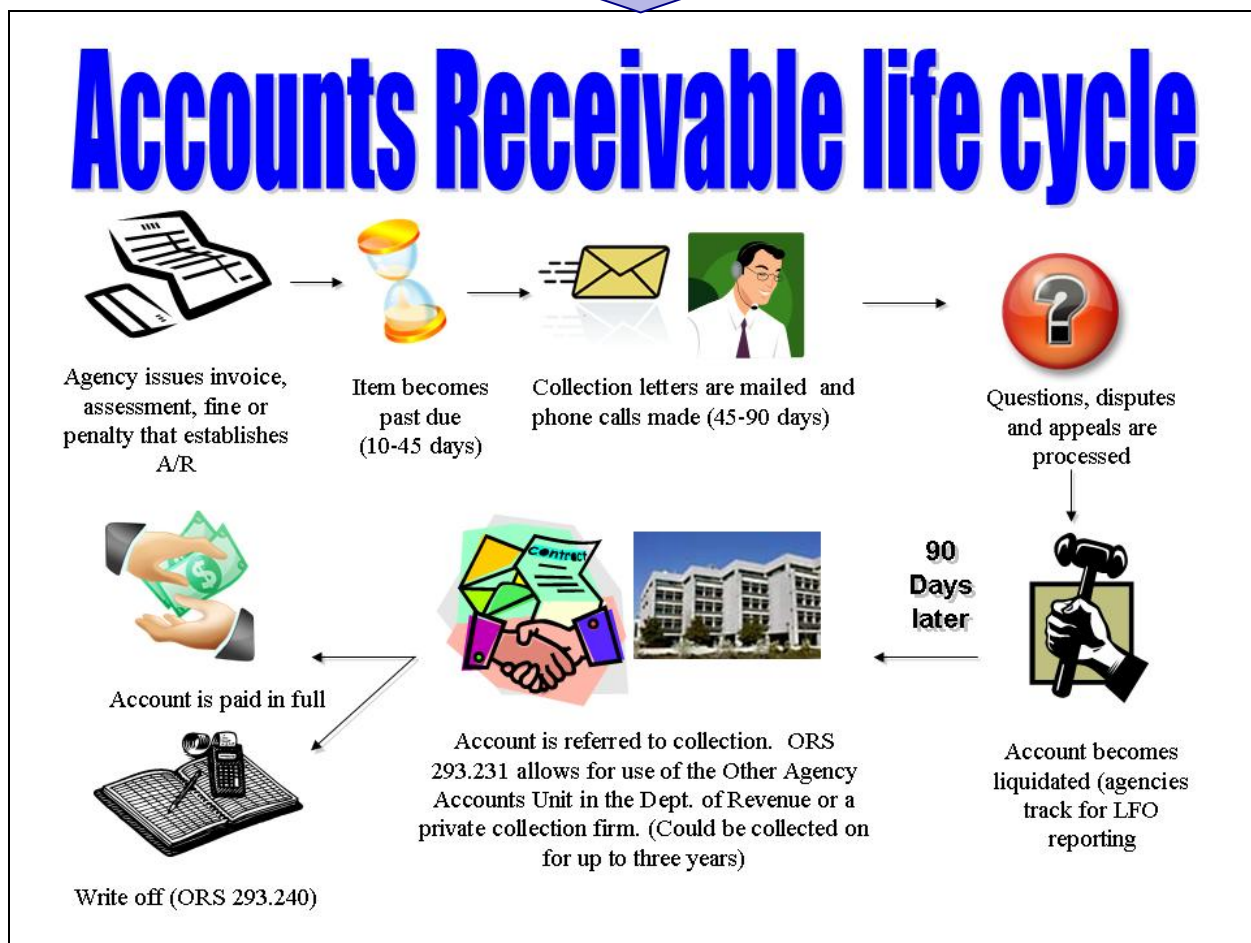 Accounts Receivable life cycle
Agency issues invoice,
assessment, fine or
penalty that establishes
A/R
Item becomes
past due
(10-45 days)
Collection letters are mailed and
phone calls made (45-90 days)
?
Questions, disputes
and appeals are
processed
Account becomes
liquidated (agencies
track for LFO
reporting
90
Days
later
contract
Account is referred to collection. ORS
293.231 allows for use of the Other Agency
Accounts Unit in the Dept. of Revenue or a
private collection firm. (Could be collected on
for up to three years)
$
Account is paid in full
Write off (ORS 293.240)